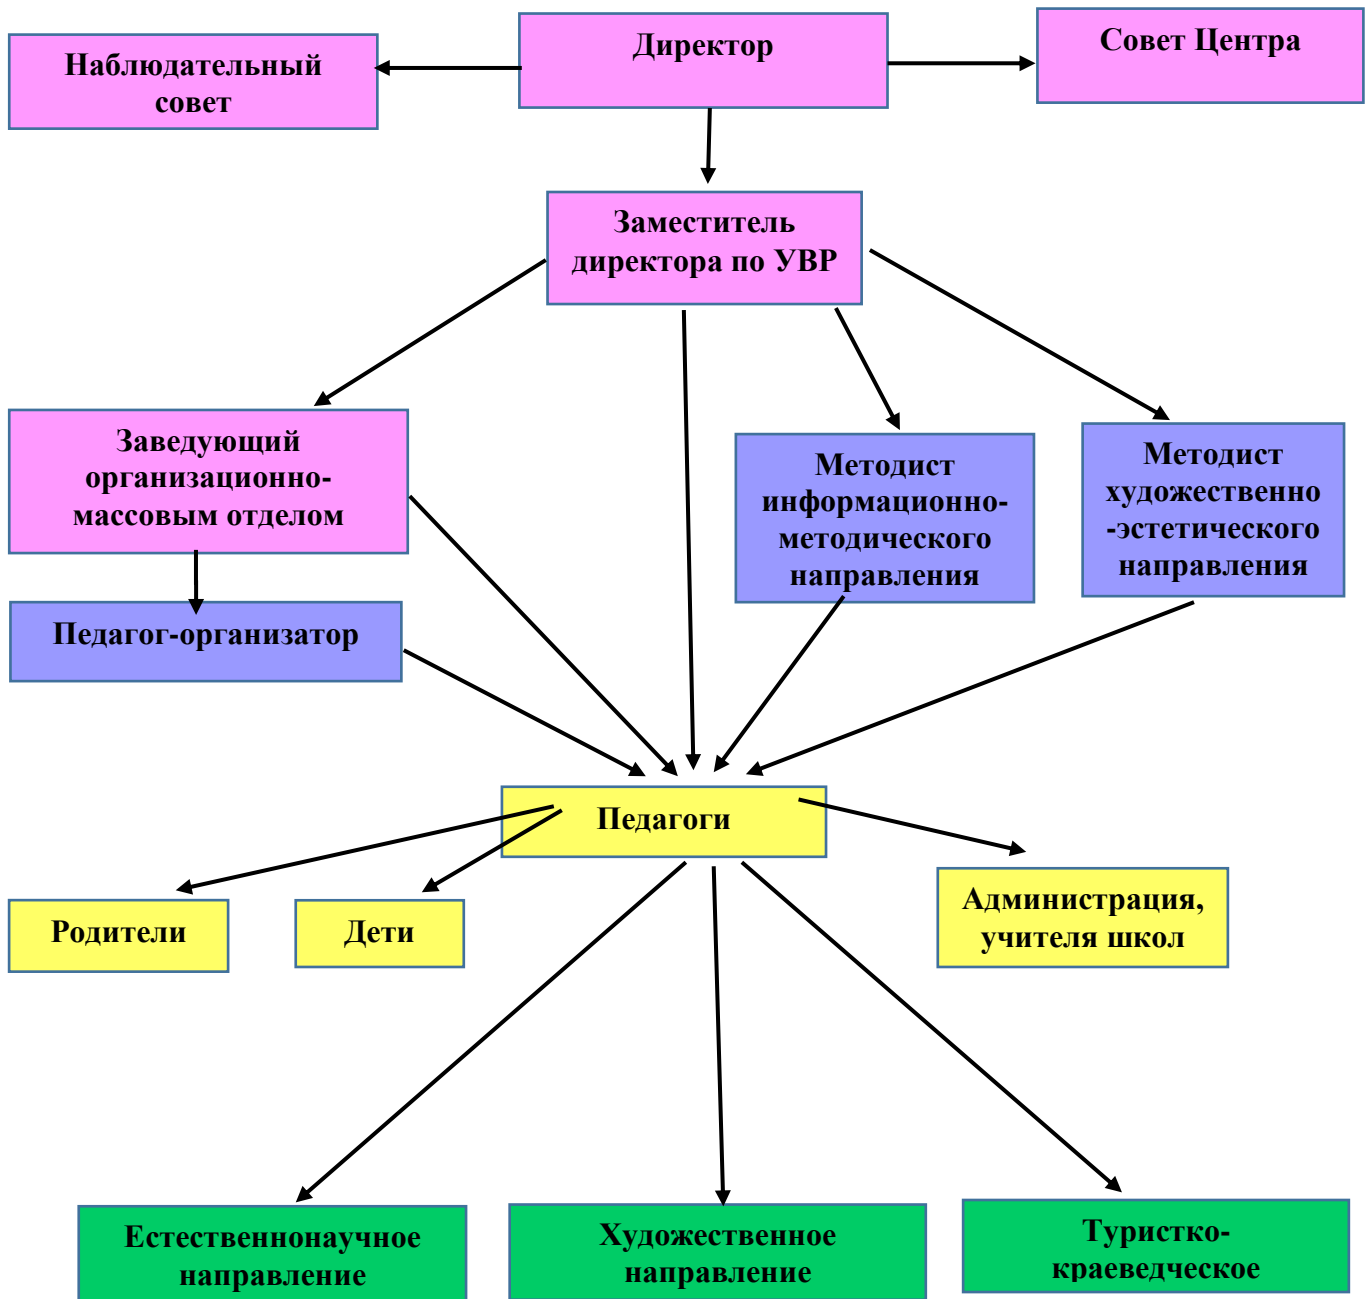 Директор
Совет Центра
Наблюдательный
совет
Заместитель
директора по УВР
Заведующий
организационно-
массовым отделом
Методист
информационно-
методического
направления
Методист
художественно
-эстетического
направления
Педагог-организатор
Педагоги
Родители
Дети
Администрация,
учителя школ
Естественнонаучное
направление
Художественное
направление
Туристко-
краеведческое